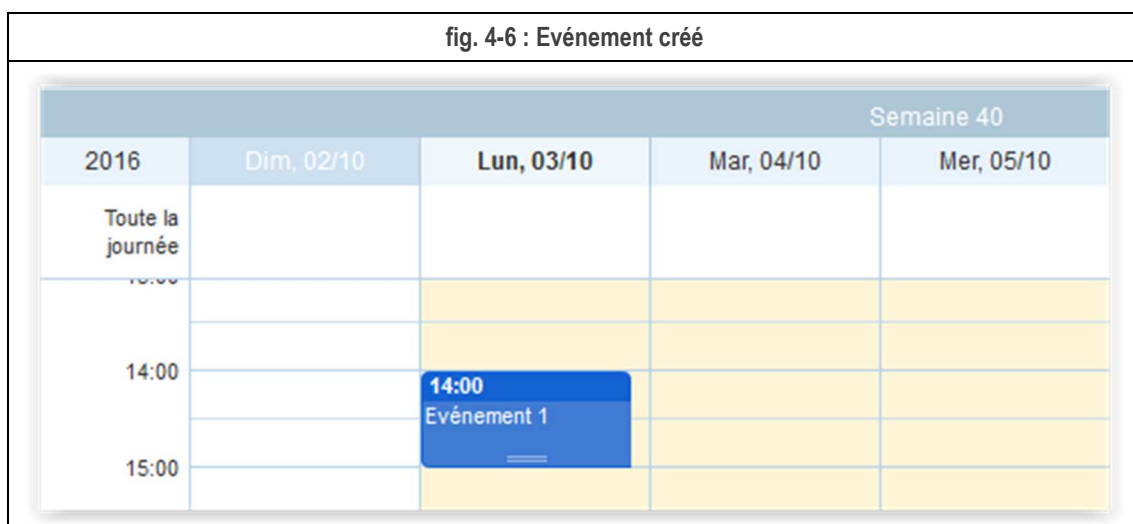 fig. 4-6 : Evénement créé
Semaine 40
2016 Dim, 02/10 Lun, 03/10 Mar, 04/10 Mer, 05/10
Toute la
journée
14:00
14:00
Evénement 1
15:00